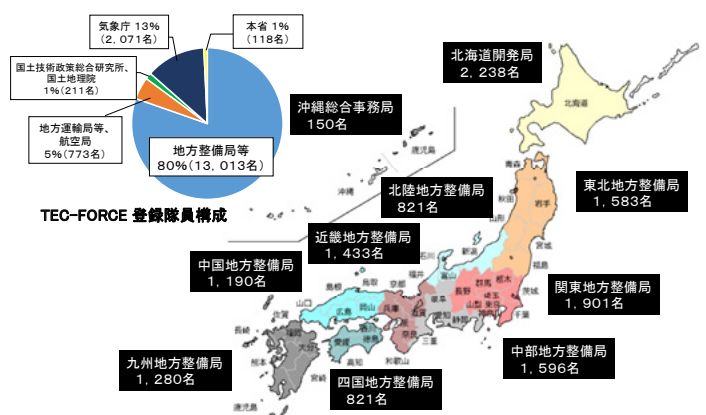 気象庁 13%
(2, 071名)
本省 1%
(118名)
国土技術政策総合研究所、
国土地理院
1%(211名)
地方運輸局等、
航空局
5%(773名)
地方整備局等
80%(13, 013名)
TEC-FORCE 登録隊員構成
北海道開発局
2, 238名
沖縄総合事務局
150名
北陸地方整備局
821名
東北地方整備局
1, 583名
近畿地方整備局
1, 433名
中国地方整備局
1, 190名
関東地方整備局
1, 901名
中部地方整備局
1, 596名
九州地方整備局
1, 280名
四国地方整備局
821名
北海道
鹿児島
沖縄
青森
秋田
岩手
山形
宮城
福島
新潟
石川
富山
福井
群馬
栃木
長野
埼玉
茨城
山梨
東京
千葉
岐阜
愛知
静岡
三重
滋賀
京都
兵庫
奈良
和歌山
鳥取
島根
岡山
広島
山口
香川
徳島
愛媛
高知
佐賀
福岡
長崎
大分
熊本
宮崎
鹿児島